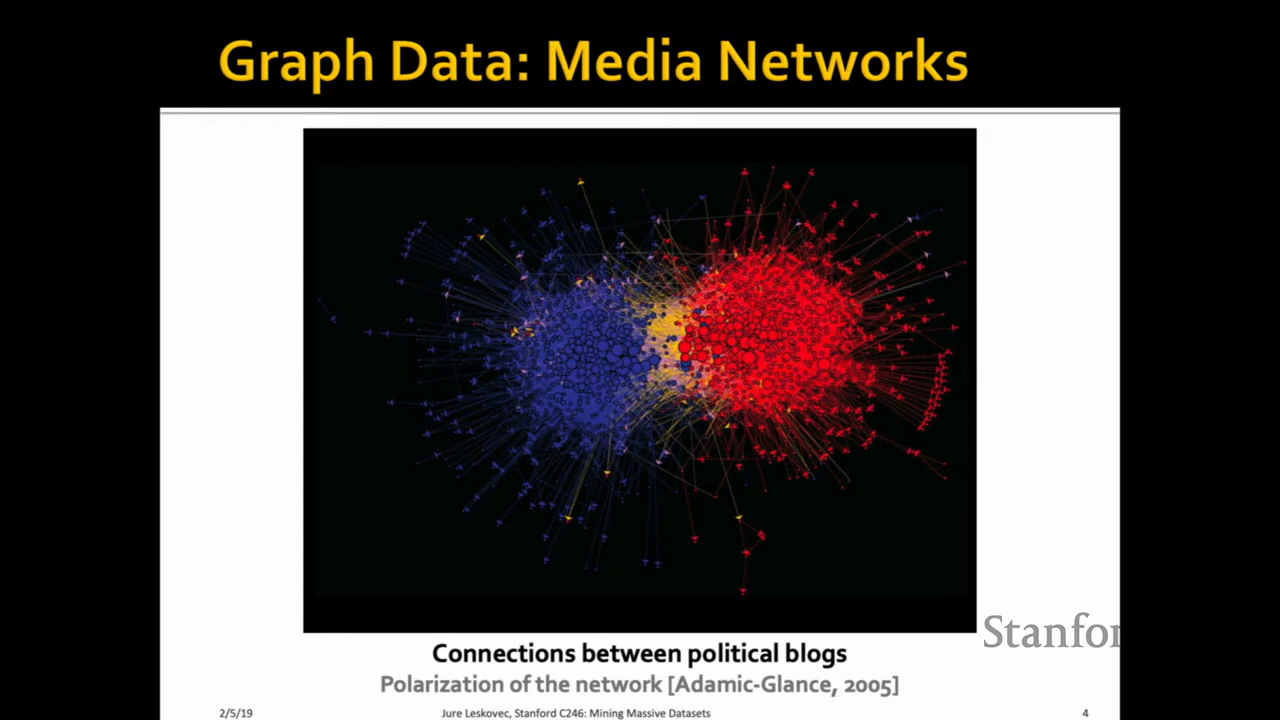 Graph Data: Media Networks
Stanfor
Connections between political blogs
Polarization of the network [Adamic-Glance, 2005]
2/5/19 Jure Leskovec, Stanford C246: Mining Massive Datasets 4